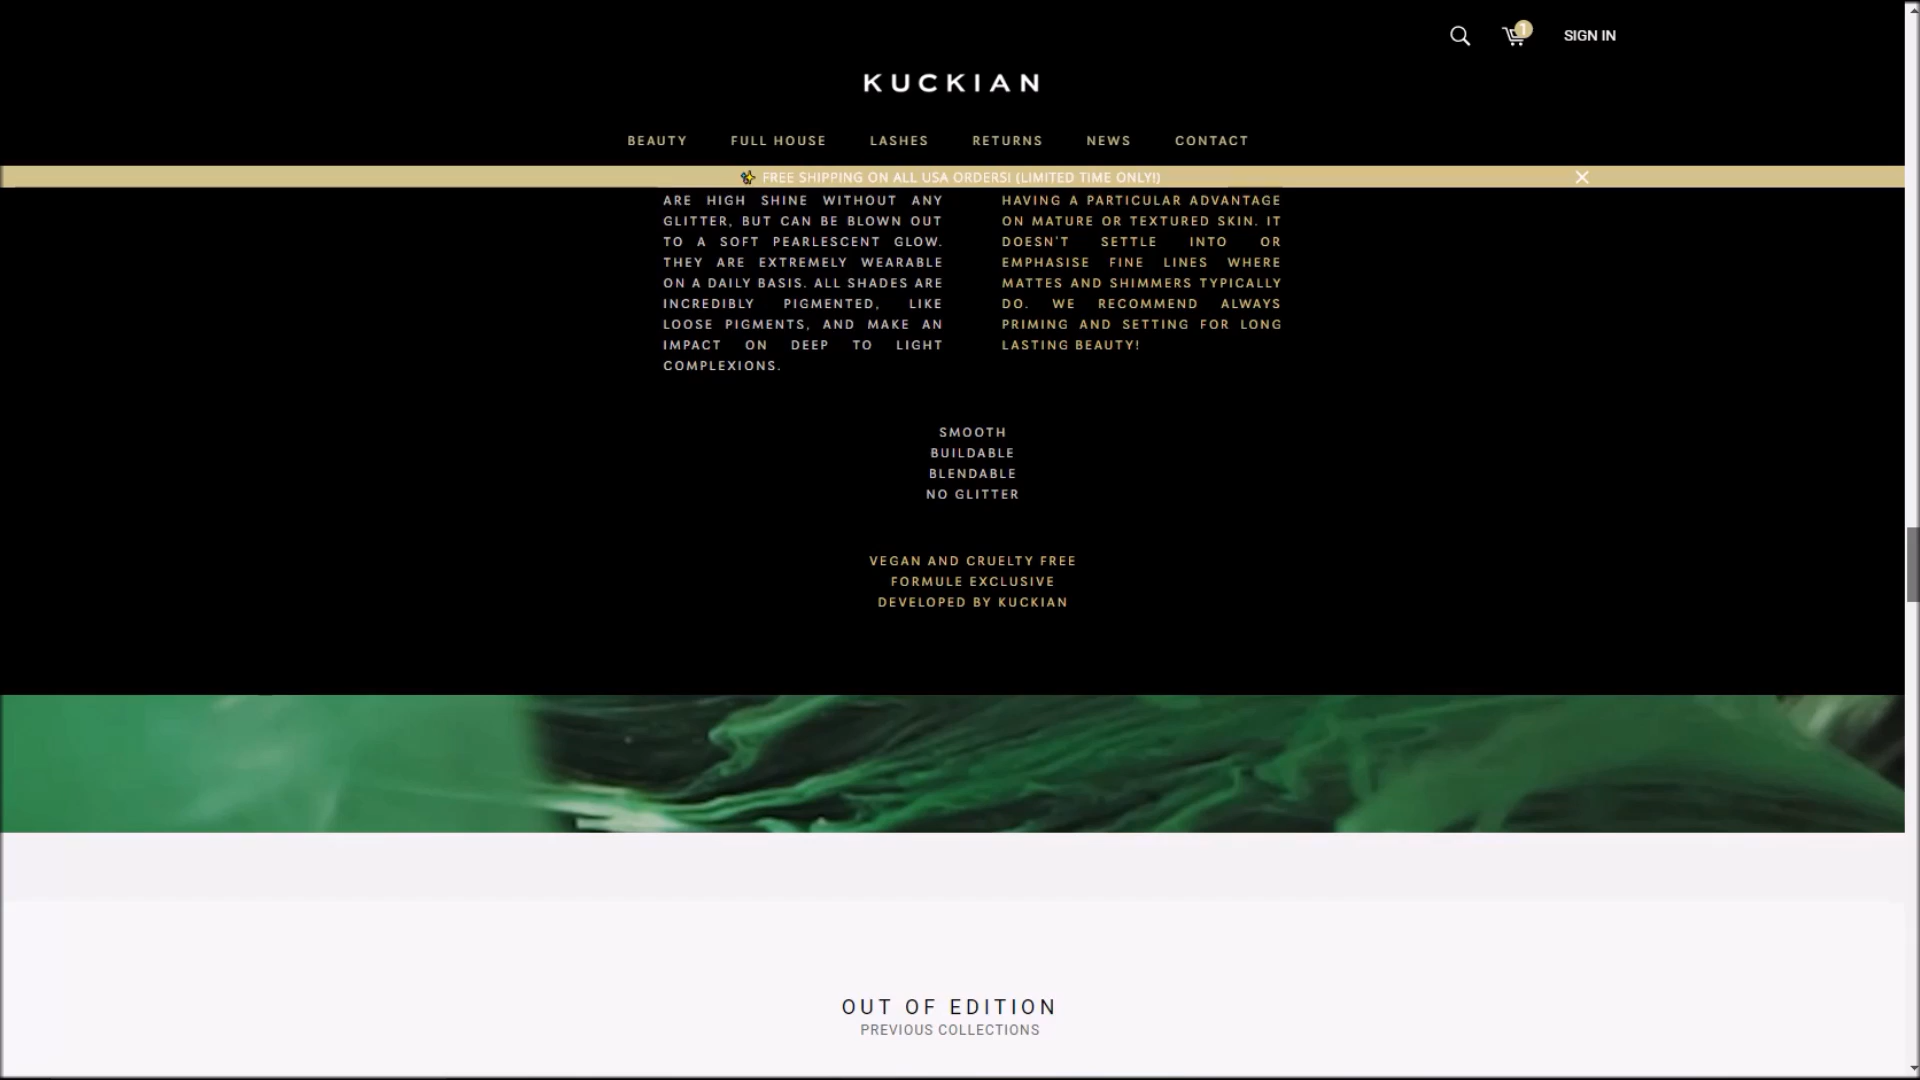 1
SIGN IN
KUCKIAN
BEAUTY
FULL HOUSE
LASHES
RETURNS
NEWS
CONTACT
FREE SHIPPING ON ALL USA ORDERS! (LIMITED TIME ONLY!)
ARE HIGH SHINE WITHOUT ANY
GLITTER, BUT CAN BE BLOWN OUT
TO A SOFT PEARLESCENT GLOW.
THEY ARE EXTREMELY WEARABLE
ON A DAILY BASIS. ALL SHADES ARE
INCREDIBLY PIGMENTED, LIKE
LOOSE PIGMENTS, AND MAKE AN
IMPACT ON DEEP TO LIGHT
COMPLEXIONS.
HAVING A PARTICULAR ADVANTAGE
ON MATURE OR TEXTURED SKIN. IT
DOESN'T SETTLE INTO OR
EMPHASISE FINE LINES WHERE
MATTES AND SHIMMERS TYPICALLY
DO. WE RECOMMEND ALWAYS
PRIMING AND SETTING FOR LONG
LASTING BEAUTY!
SMOOTH
BUILDABLE
BLENDABLE
NO GLITTER
VEGAN AND CRUELTY FREE
FORMULE EXCLUSIVE
DEVELOPED BY KUCKIAN
OUT OF EDITION
PREVIOUS COLLECTIONS